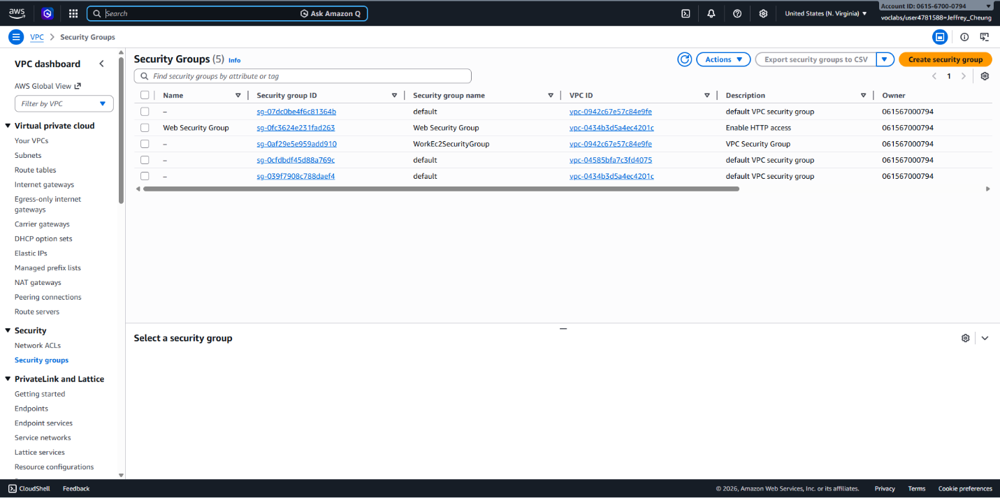 aws
Search
Ask Amazon Q
United States (N. Virginia)
Account ID: 0615-6700-0794
voclabs/user4781588=Jeffrey_Cheung
VPC
Security Groups
VPC dashboard
AWS Global View
Filter by VPC
Virtual private cloud
Your VPCs
Subnets
Route tables
Internet gateways
Egress-only internet
gateways
Carrier gateways
DHCP option sets
Elastic IPs
Managed prefix lists
NAT gateways
Peering connections
Route servers
Security
Network ACLs
Security groups
PrivateLink and Lattice
Getting started
Endpoints
Endpoint services
Service networks
Lattice services
Resource configurations
Security Groups (5) Info
Actions
Export security groups to CSV
Create security group
Find security groups by attribute or tag
1
Name Security group ID Security group name VPC ID Description Owner
– sg-07dc0be4f6c81364b default vpc-0942c67e57c84e9fe default VPC security group 061567000794
Web Security Group sg-0fc3624e231fad263 Web Security Group vpc-0434b3d5a4ec4201c Enable HTTP access 061567000794
– sg-0af29e5e959add910 WorkEc2SecurityGroup vpc-0942c67e57c84e9fe VPC Security Group 061567000794
– sg-0cfdbdf45d88a769c default vpc-04585bfa7c3fd4075 default VPC security group 061567000794
– sg-039f7908c788daef4 default vpc-0434b3d5a4ec4201c default VPC security group 061567000794
Select a security group
CloudShell
Feedback
© 2026, Amazon Web Services, Inc. or its affiliates.
Privacy
Terms
Cookie preferences